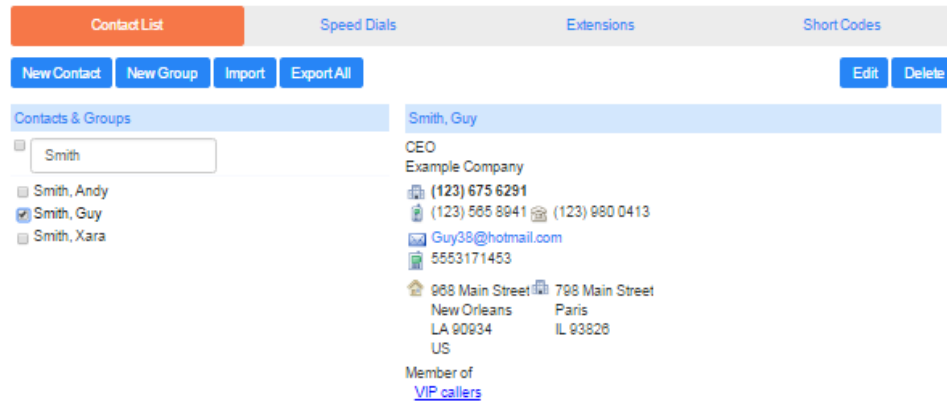 Contact List Speed Dials Extensions Short Codes
New Contact New Group Import Export All Edit Delete
Contacts & Groups
Smith
Smith, Andy
Smith, Guy
Smith, Xara
Smith, Guy
CEO
Example Company
(123) 675 6291
(123) 565 8941 (123) 980 0413
Guy38@hotmail.com
5553171453
968 Main Street 798 Main Street
New Orleans Paris
LA 90934 IL 93826
US
Member of
VIP callers